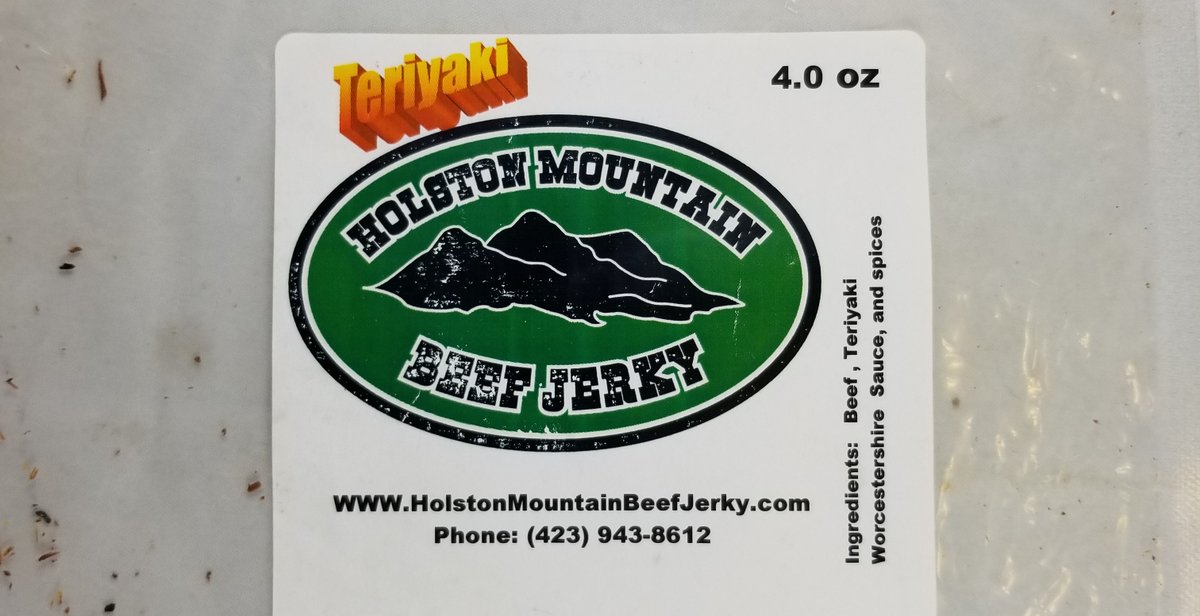 Teriyaki
4.0 oz
HOLSTON MOUNTAIN
BEEF JERKY
WWW.HolstonMountainBeefJerky.com
Phone: (423) 943-8612
Ingredients: Beef , Teriyaki
Worcestershire Sauce, and spices